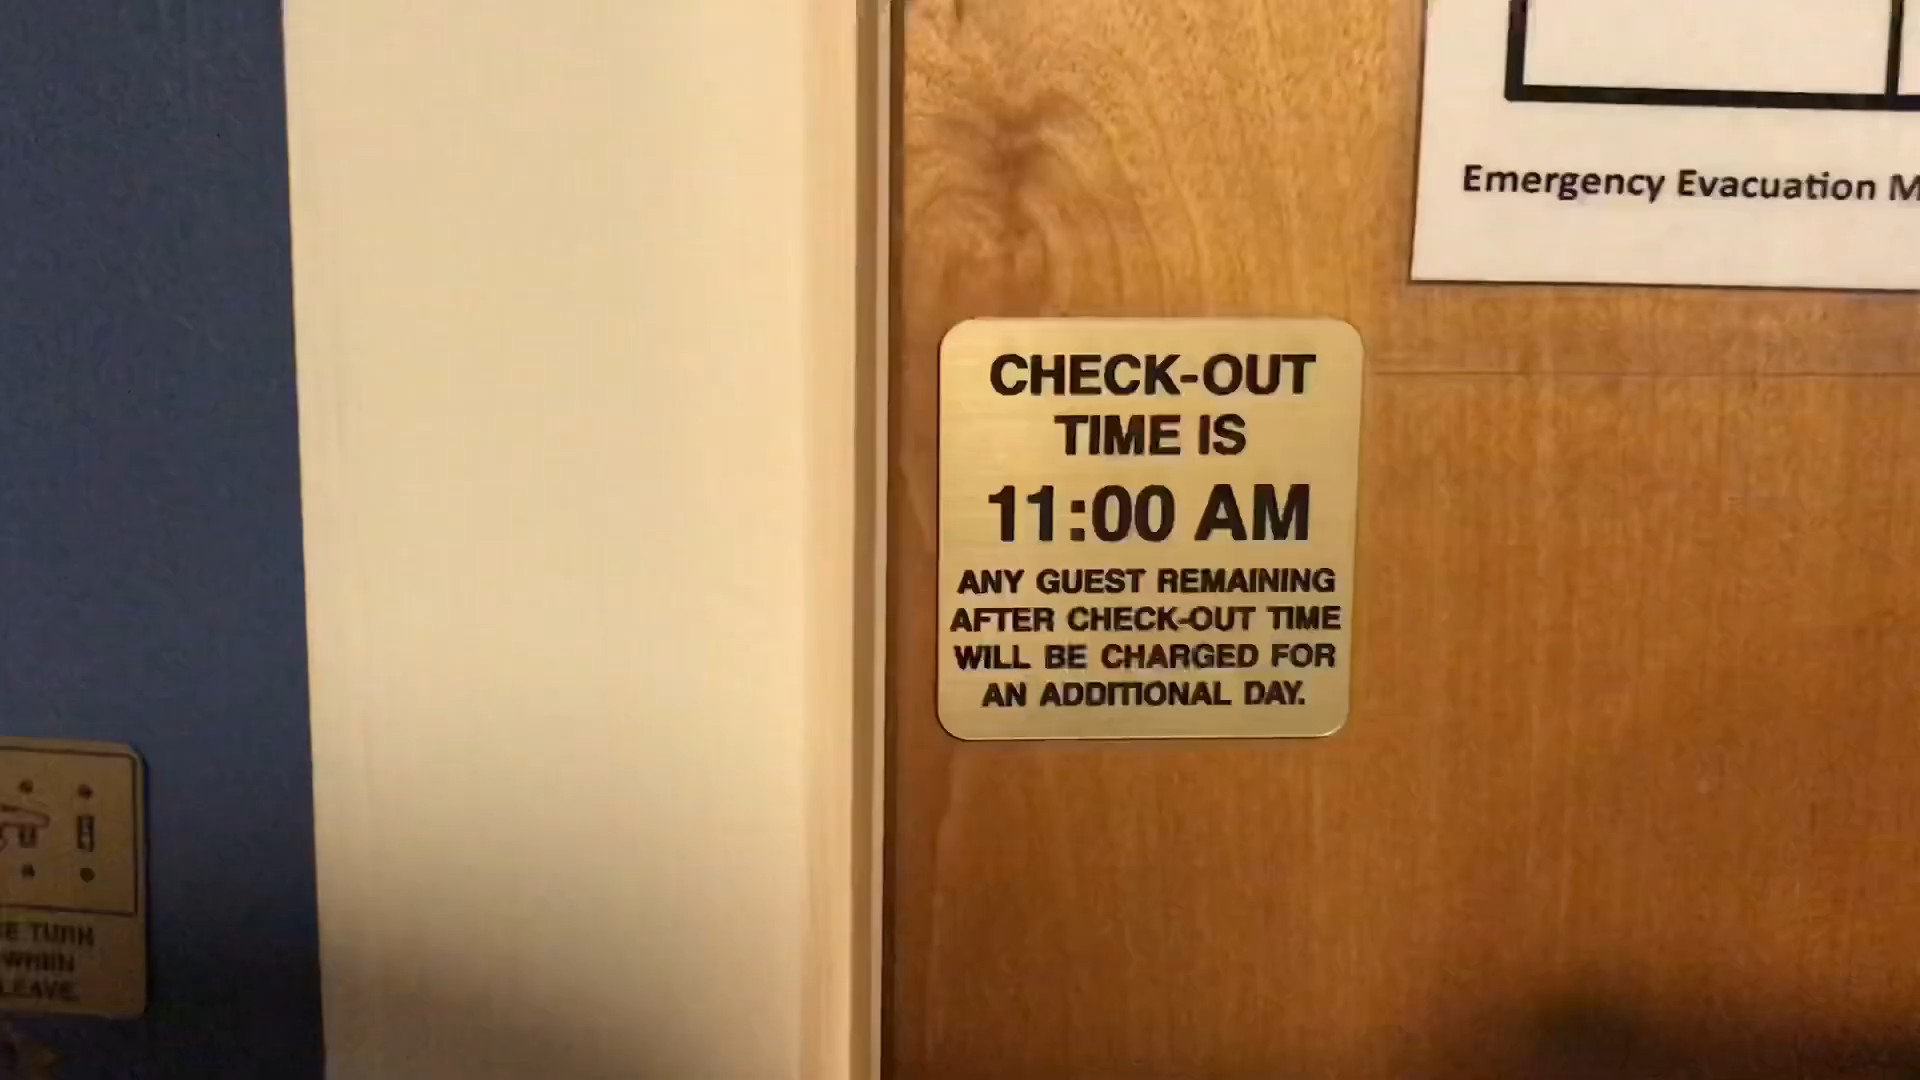 Emergency Evacuation M
CHECK-OUT
TIME IS
11:00 AM
ANY GUEST REMAINING
AFTER CHECK-OUT TIME
WILL BE CHARGED FOR
AN ADDITIONAL DAY.
E TURN
WHEN
LEAVE.